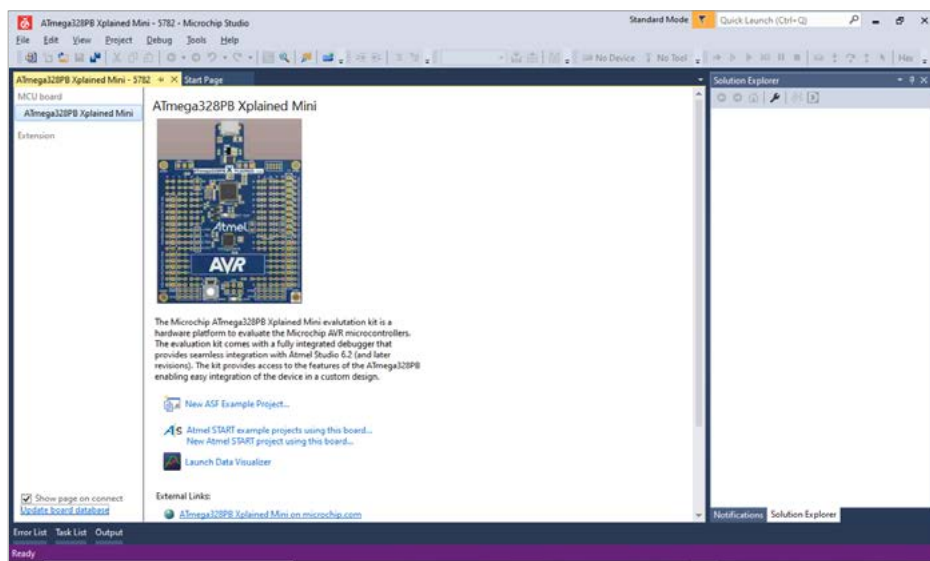 ATmega328PB Xplained Mini - 5782 - Microchip Studio
Standard Mode
Quick Launch (Ctrl+Q)
File Edit View Project Debug Tools Help
No Device No Tool
Hex
ATmega328PB Xplained Mini - 5782
Start Page
Solution Explorer
MCU board
ATmega328PB Xplained Mini
Extension
ATmega328PB Xplained Mini
Atmel
AVR
The Microchip ATmega328PB Xplained Mini evalutation kit is a
hardware platform to evaluate the Microchip AVR microcontrollers.
The evaluation kit comes with a fully integrated debugger that
provides seamless integration with Atmel Studio 6.2 (and later
revisions). The kit provides access to the features of the ATmega328PB
enabling easy integration of the device in a custom design.
New ASF Example Project...
Atmel START example projects using this board...
New Atmel START project using this board...
Launch Data Visualizer
External Links:
ATmega328PB Xplained Mini on microchip.com
Show page on connect
Update board database
Notifications Solution Explorer
Error List Task List Output
Ready